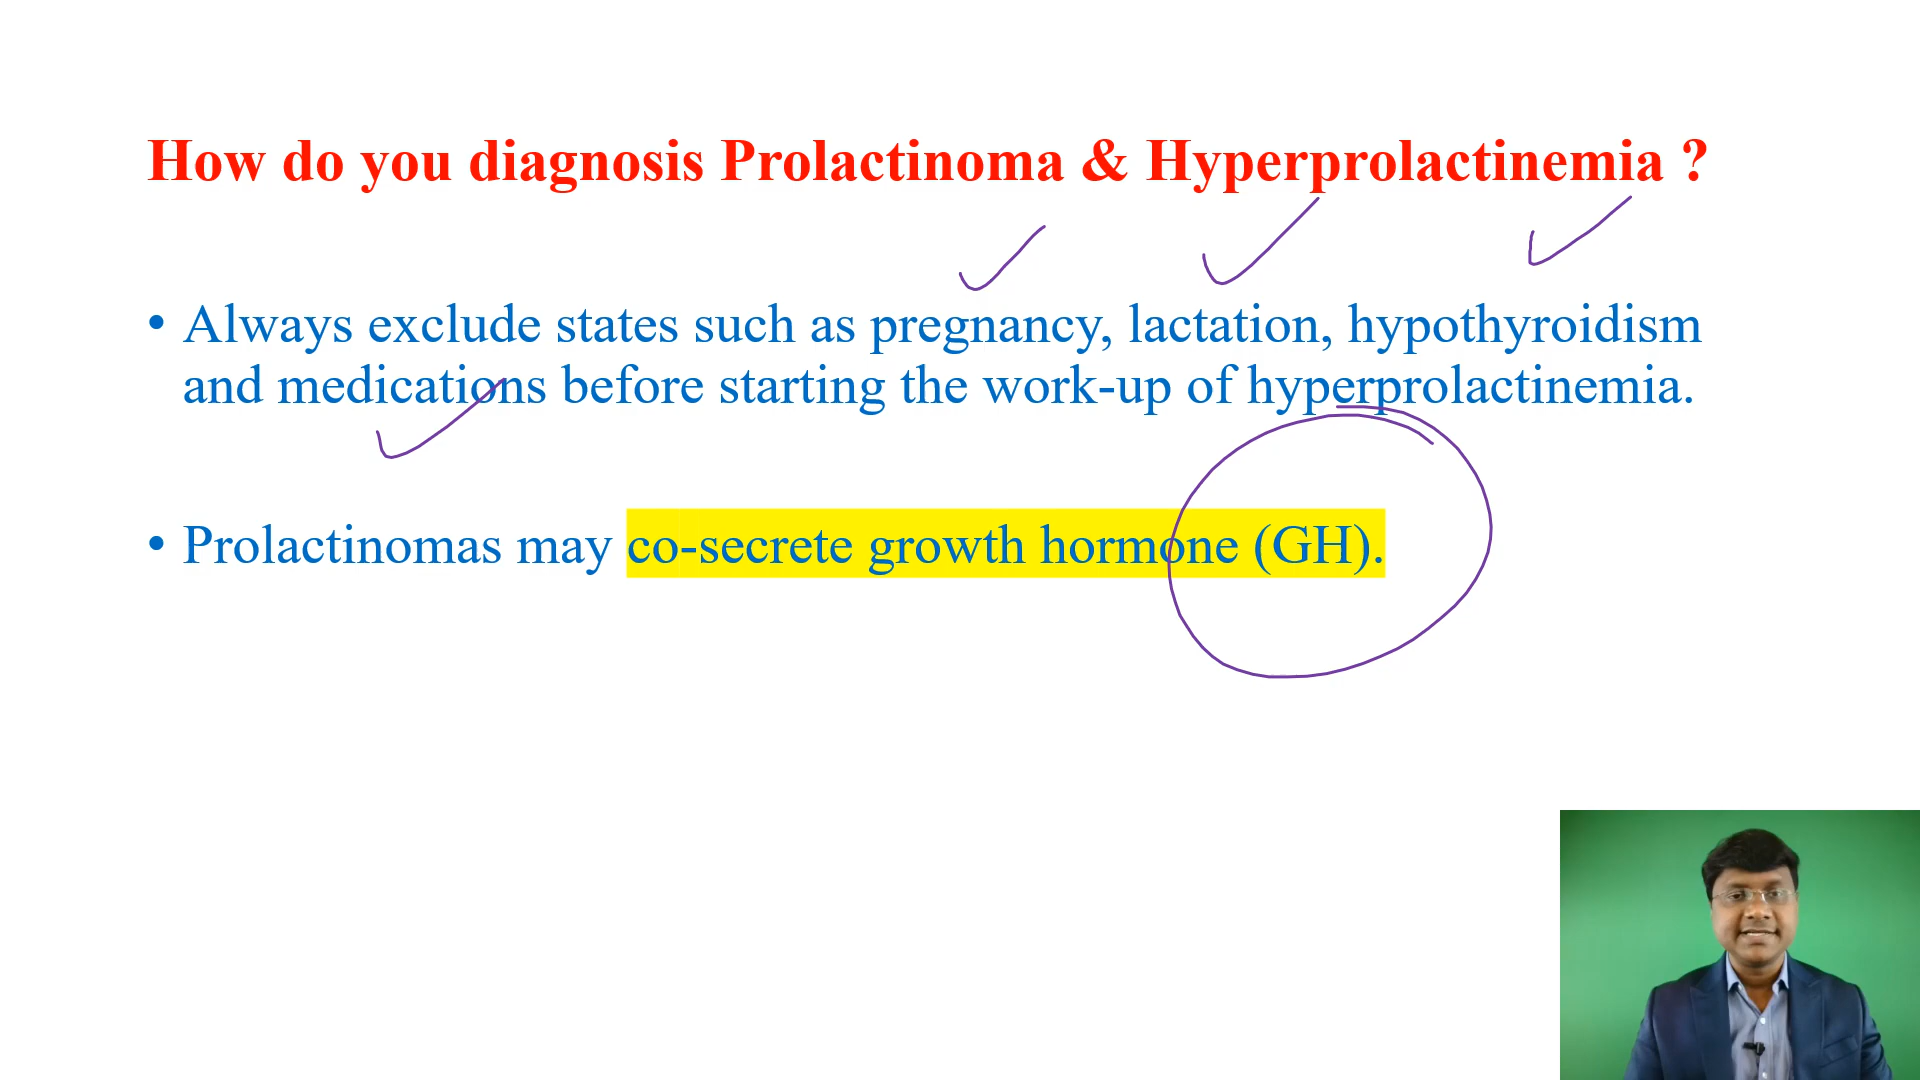 How do you diagnosis Prolactinoma & Hyperprolactinemia ?
• Always exclude states such as pregnancy, lactation, hypothyroidism
and medications before starting the work-up of hyperprolactinemia.
• Prolactinomas may co-secrete growth hormone (GH).